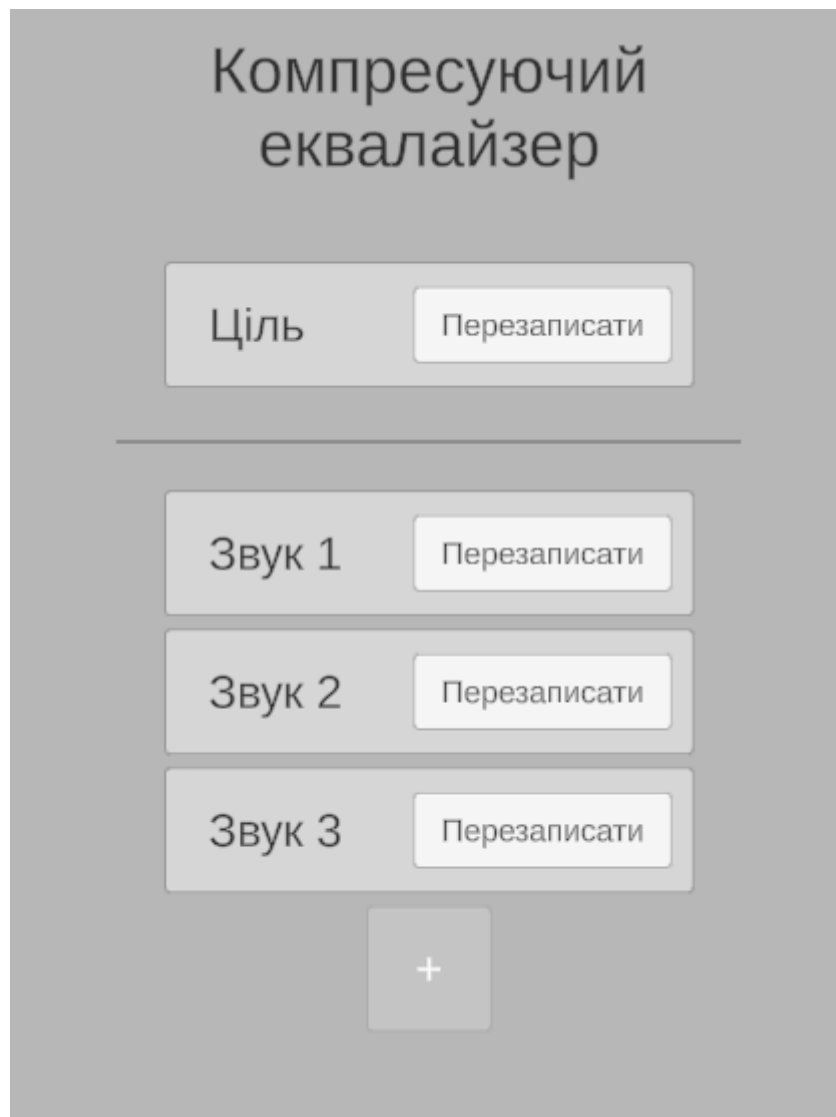 Компресуючий
еквалайзер
Ціль Перезаписати
Звук 1 Перезаписати
Звук 2 Перезаписати
Звук 3 Перезаписати
+